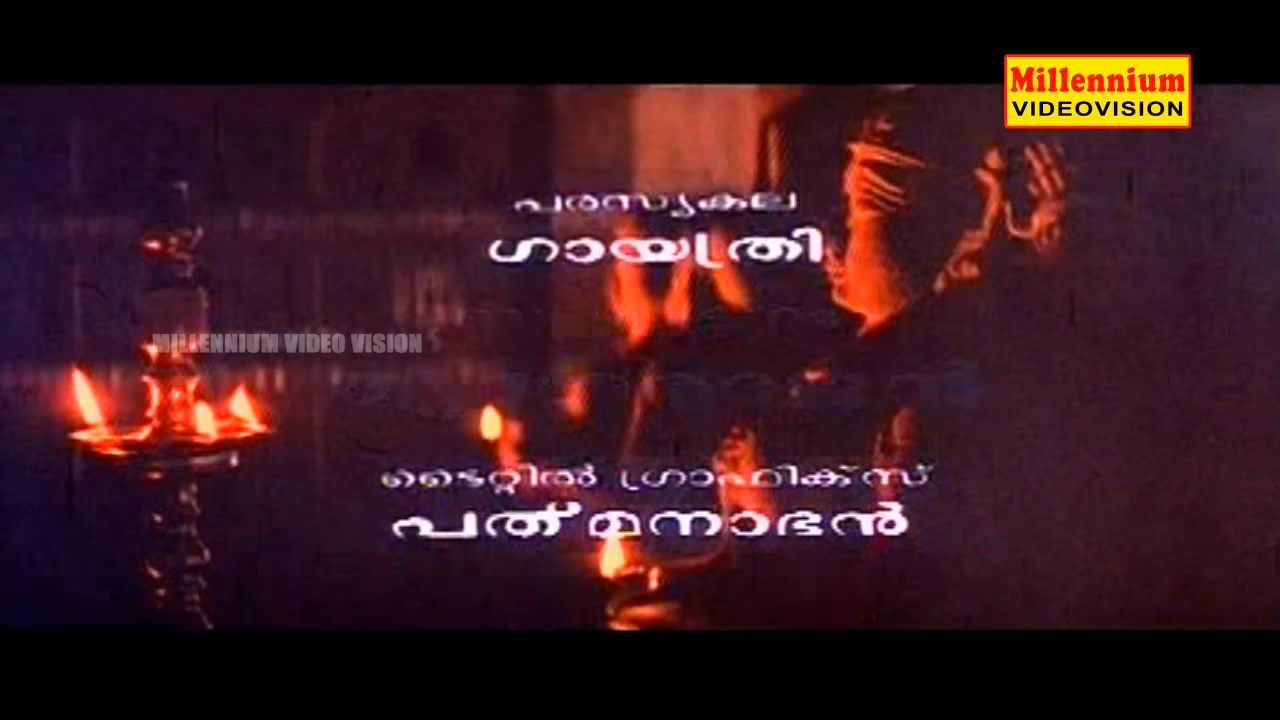 Millennium
VIDEOVISION
പരസ്യകല
ഗായത്രി
MILLENNIUM VIDEO VISION
ടൈറ്റിൽ ഗ്രാഫിക്സ്
പത്മനാഭൻ